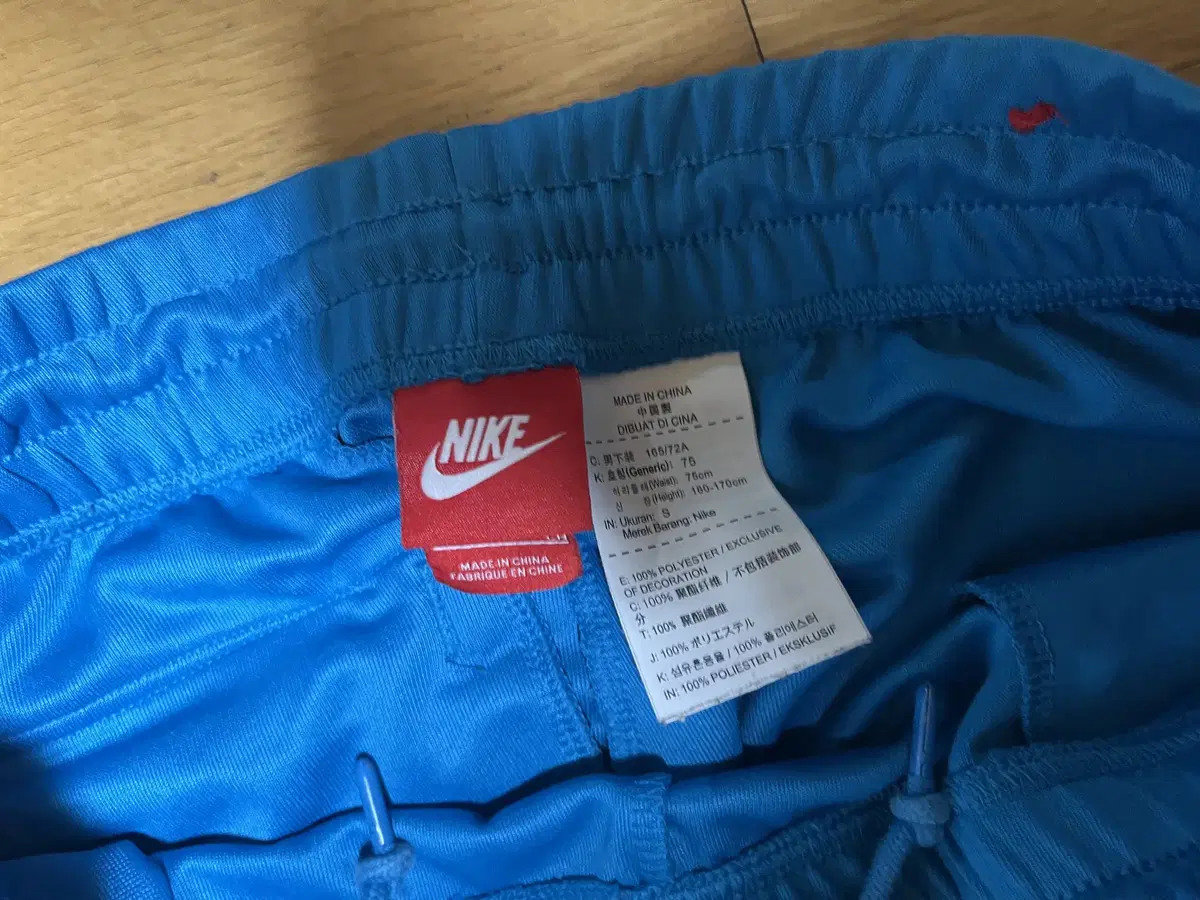 NIKE
MADE IN CHINA
FABRIQUE EN CHINE
MADE IN CHINA
中国製
DIBUAT DI CINA
C: 男下装 165/72A
K: 호칭(Generic): 75
허리둘레(Waist): 75cm
신 장(Height): 160-170cm
IN: Ukuran: S
Merek Barang: Nike
E: 100% POLYESTER / EXCLUSIVE
OF DECORATION
C: 100% 聚酯纤维 / 不包括装饰部
分
T: 100% 聚酯纖維
J: 100% ポリエステル
K: 섬유혼용율 / 100% 폴리에스터
IN: 100% POLIESTER / EKSKLUSIF